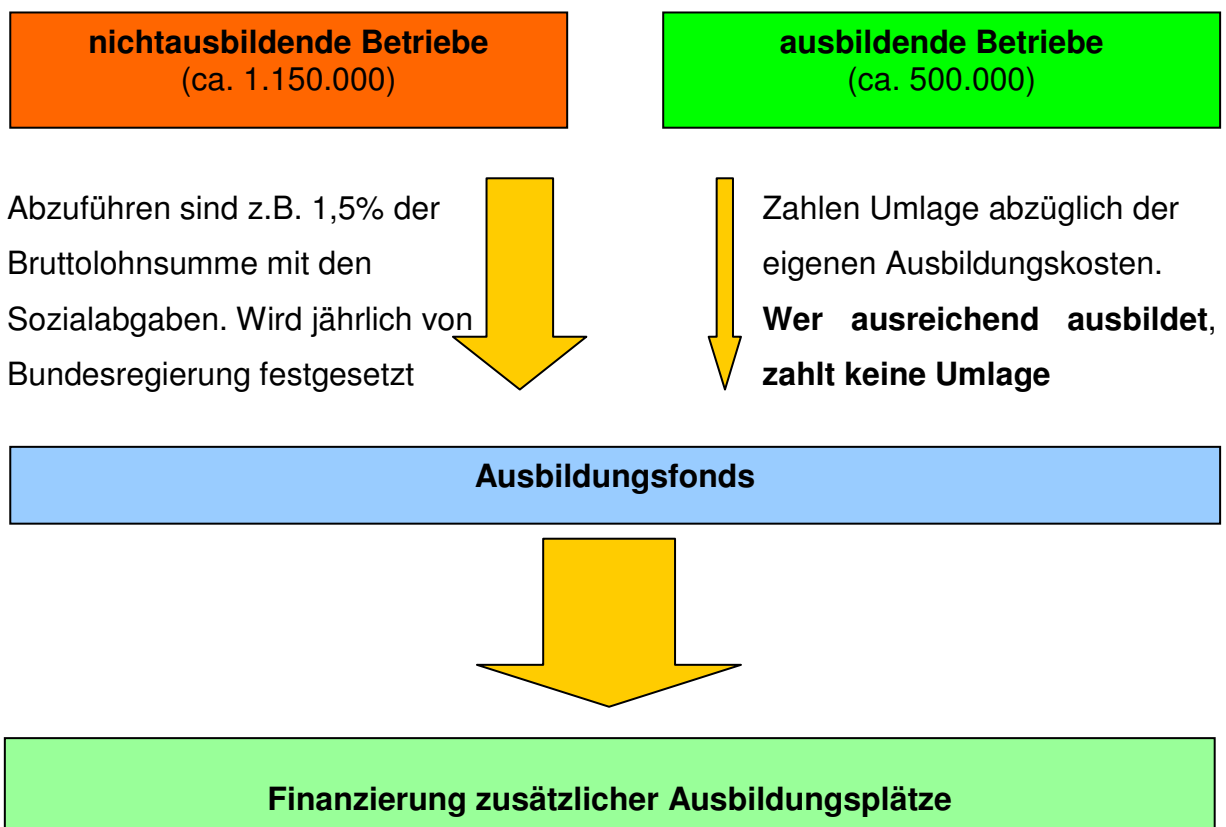 nichtausbildende Betriebe
(ca. 1.150.000)
ausbildende Betriebe
(ca. 500.000)
Abzuführen sind z.B. 1,5% der
Bruttolohnsumme mit den
Sozialabgaben. Wird jährlich von
Bundesregierung festgesetzt
Zahlen Umlage abzüglich der
eigenen Ausbildungskosten.
Wer ausreichend ausbildet,
zahlt keine Umlage
Ausbildungsfonds
Finanzierung zusätzlicher Ausbildungsplätze